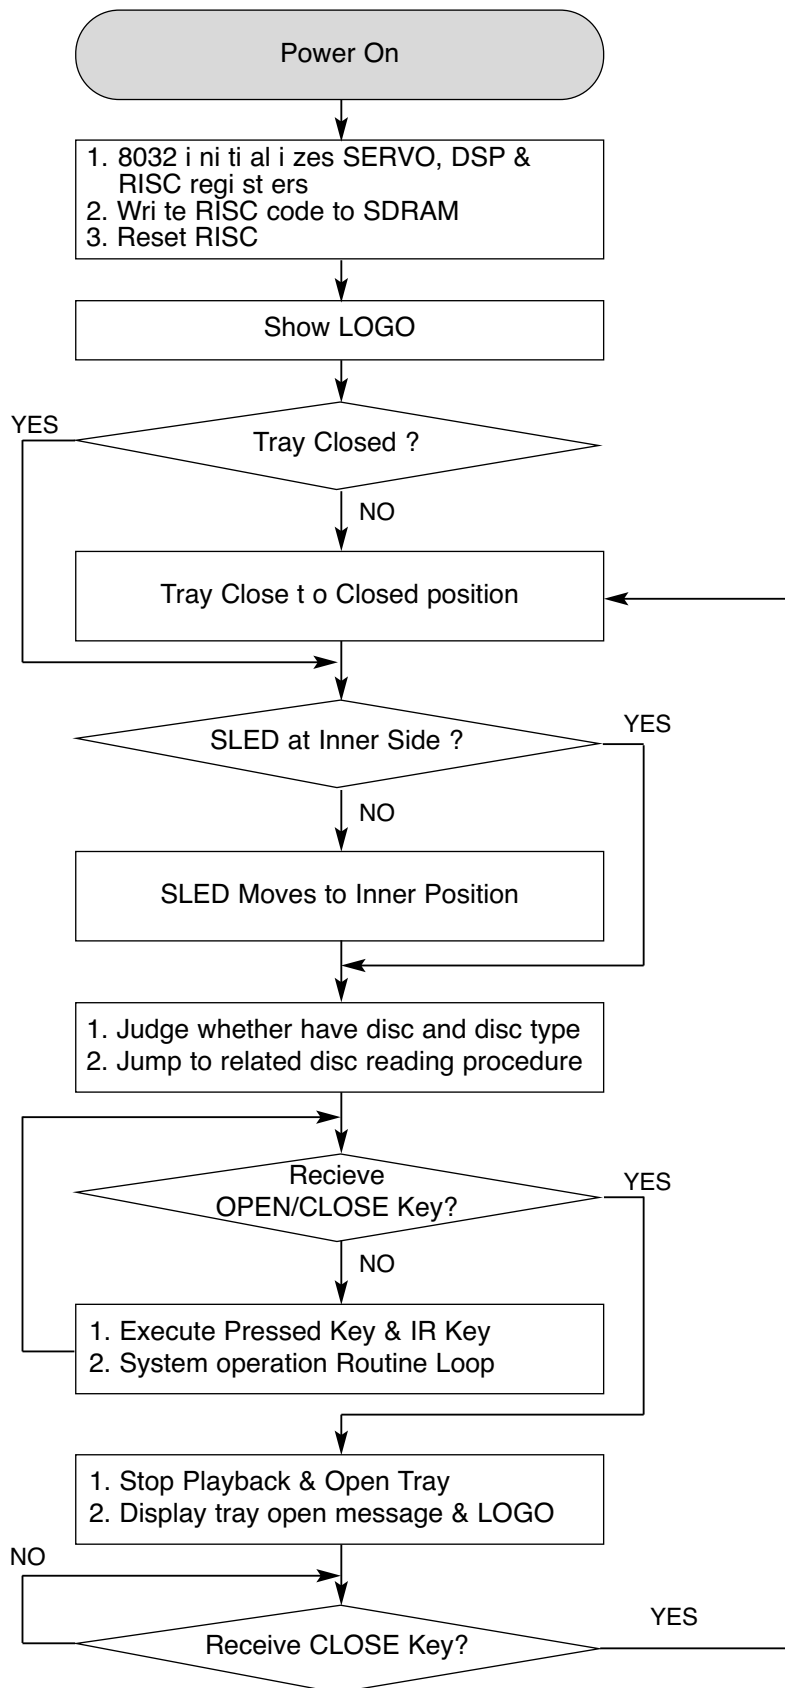 Power On
1. 8032 i ni ti al i zes SERVO, DSP &
RISC regi st ers
2. Wri te RISC code to SDRAM
3. Reset RISC
Show LOGO
YES
Tray Closed ?
NO
Tray Close t o Closed position
SLED at Inner Side ?
YES
NO
SLED Moves to Inner Position
1. Judge whether have disc and disc type
2. Jump to related disc reading procedure
Recieve
OPEN/CLOSE Key?
YES
NO
1. Execute Pressed Key & IR Key
2. System operation Routine Loop
1. Stop Playback & Open Tray
2. Display tray open message & LOGO
NO
Receive CLOSE Key?
YES